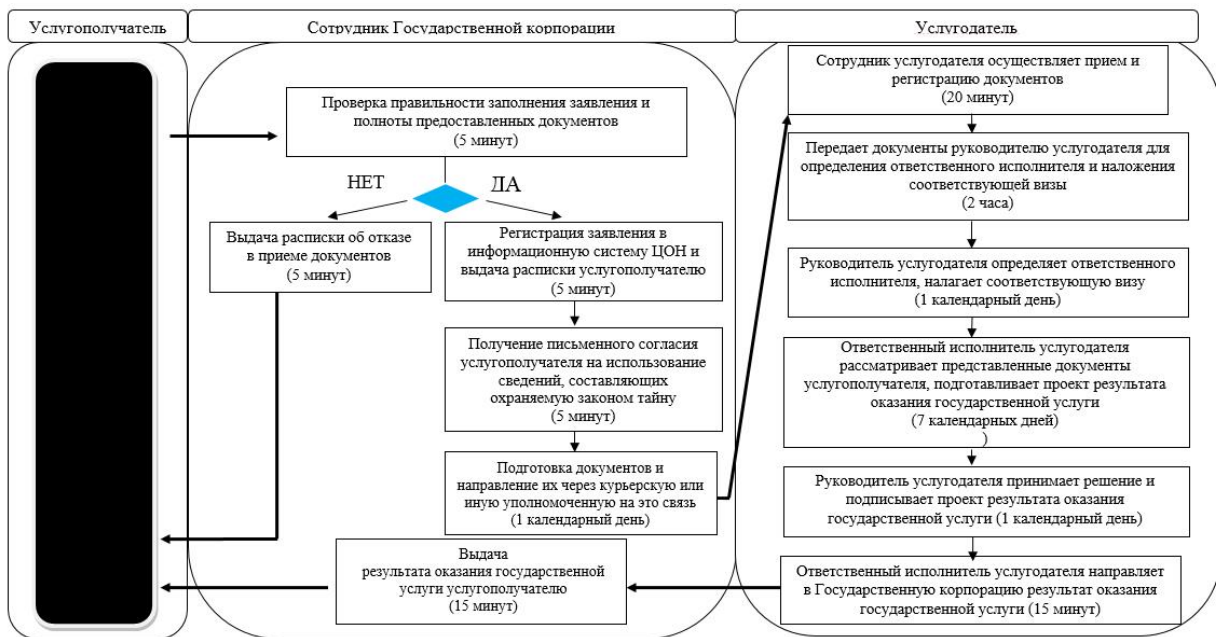 Услугополучатель
Сотрудник Государственной корпорации
Услугодатель
Проверка правильности заполнения заявления и
полноты предоставленных документов
(5 минут)
НЕТ
ДА
Выдача расписки об отказе
в приеме документов
(5 минут)
Регистрация заявления в
информационную систему ЦОН и
выдача расписки услугополучателю
(5 минут)
Получение письменного согласия
услугополучателя на использование
сведений, составляющих
охраняемую законом тайну
(5 минут)
Подготовка документов и
направление их через курьерскую или
иную уполномоченную на это связь
(1 календарный день)
Выдача
результата оказания государственной
услуги услугополучателю
(15 минут)
Сотрудник услугодателя осуществляет прием и
регистрацию документов
(20 минут)
Передает документы руководителю услугодателя для
определения ответственного исполнителя и наложения
соответствующей визы
(2 часа)
Руководитель услугодателя определяет ответственного
исполнителя, налагает соответствующую визу
(1 календарный день)
Ответственный исполнитель услугодателя
рассматривает представленные документы
услугополучателя, подготавливает проект результата
оказания государственной услуги
(7 календарных дней)
)
Руководитель услугодателя принимает решение и
подписывает проект результата оказания
государственной услуги (1 календарный день)
Ответственный исполнитель услугодателя направляет
в Государственную корпорацию результат оказания
государственной услуги (15 минут)